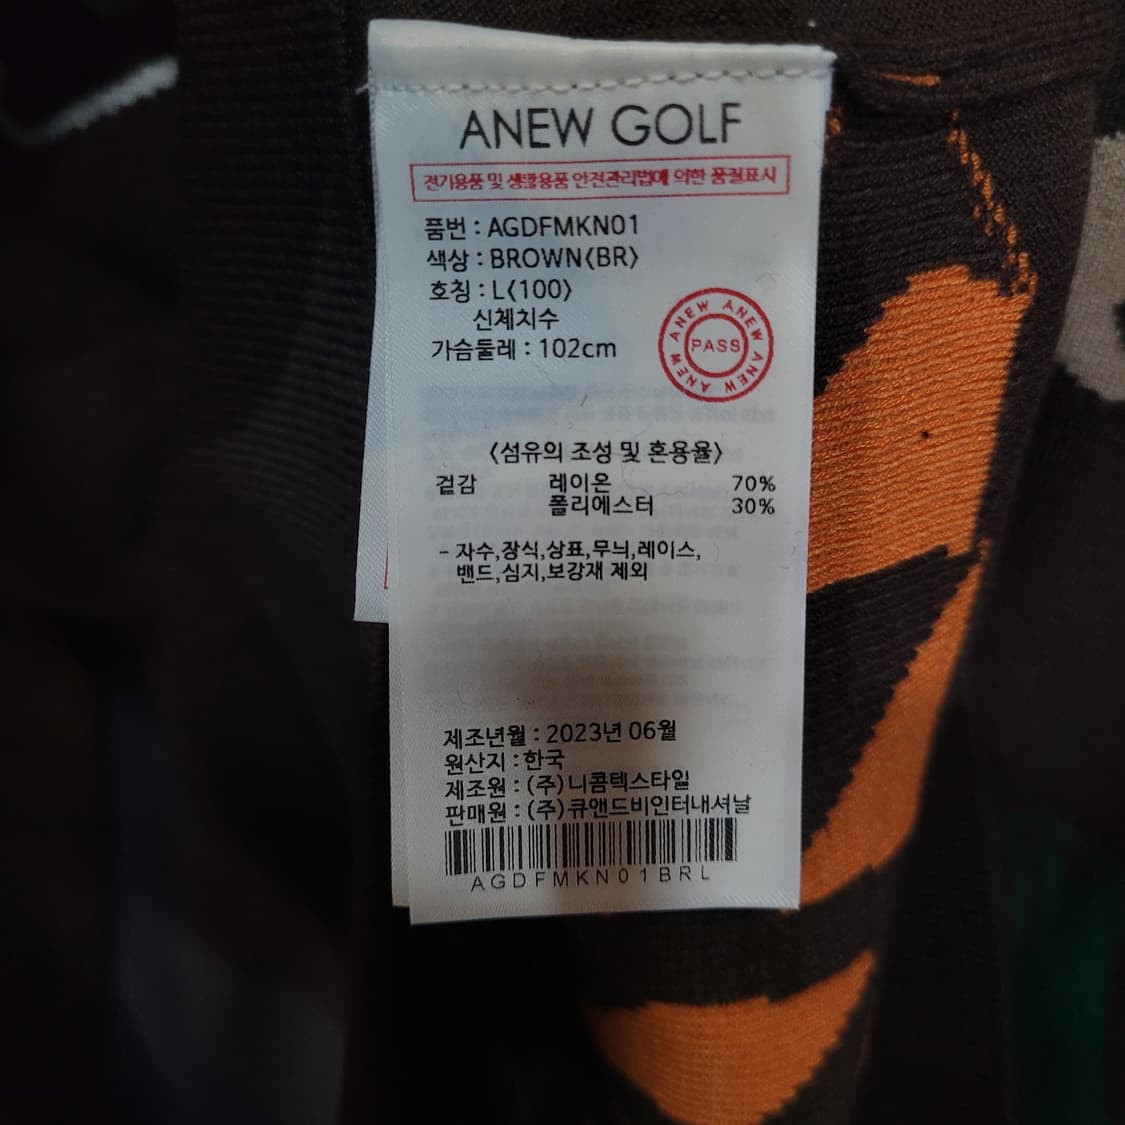 ANEW GOLF
전기용품 및 생활용품 안전관리법에 의한 품질표시
품번 : AGDFMKN01
색상 : BROWN(BR)
호칭 : L(100)
신체치수
가슴둘레 : 102cm
ANEW ANEW ANEW ANEW
PASS
<섬유의 조성 및 혼용율>
겉감 레이온 70%
폴리에스터 30%
- 자수,장식,상표,무늬,레이스,
밴드,심지,보강재 제외
제조년월 : 2023년 06월
원산지 : 한국
제조원 : (주)니콤텍스타일
판매원 : (주)큐앤드비인터내셔날
AGDFMKN01BRL